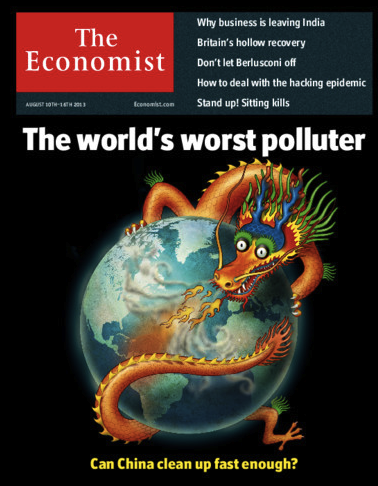 The
Economist
AUGUST 10TH–16TH 2013
Economist.com
Why business is leaving India
Britain's hollow recovery
Don't let Berlusconi off
How to deal with the hacking epidemic
Stand up! Sitting kills
The world's worst polluter
Can China clean up fast enough?